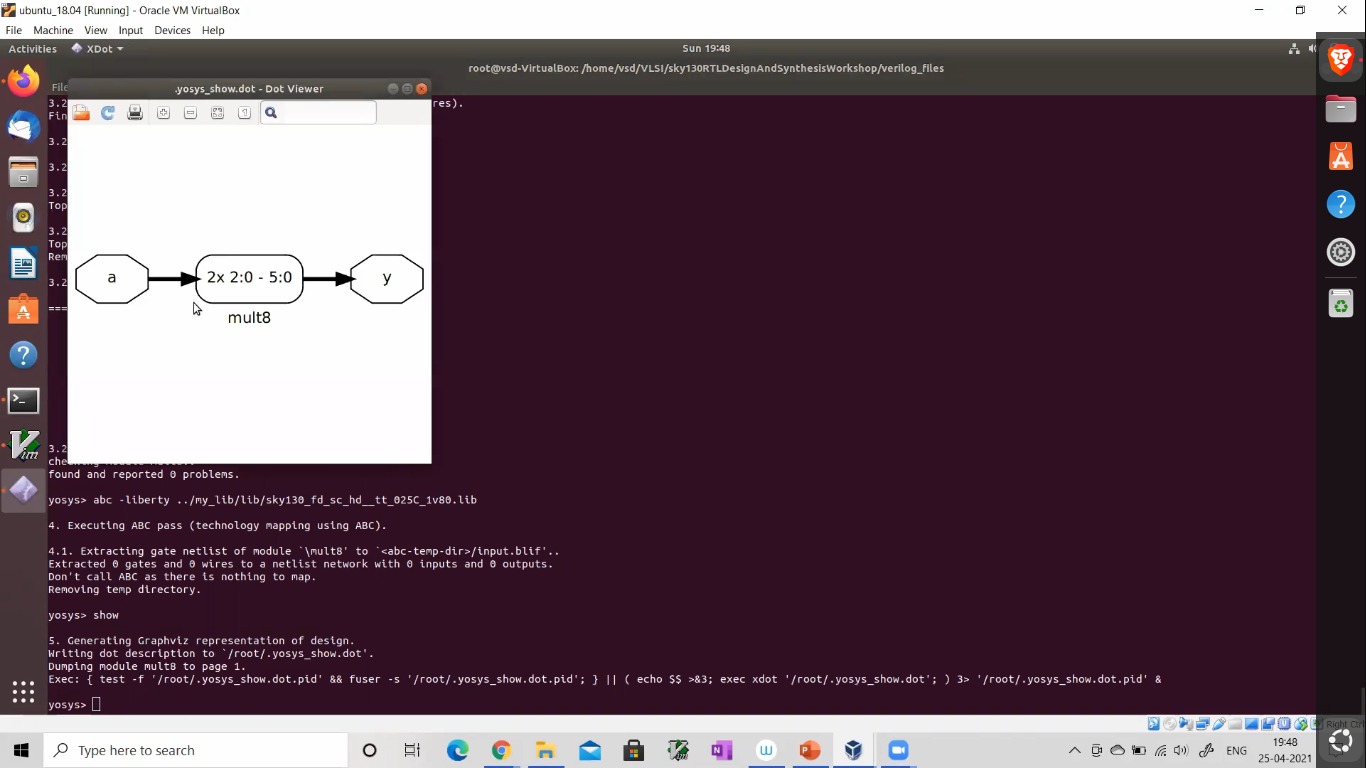 ubuntu_18.04 [Running] - Oracle VM VirtualBox
File Machine View Input Devices Help
Activities XDot Sun 19:48
root@vsd-VirtualBox: /home/vsd/VLSI/sky130RTLDesignAndSynthesisWorkshop/verilog_files
.yosys_show.dot - Dot Viewer
a
2x 2:0 - 5:0
y
mult8
File
3.2
res).
Fin
3.2
3.2
3.2
Top
3.2
Top
Rem
3.2
===
3.2
found and reported 0 problems.
yosys> abc -liberty ../my_lib/lib/sky130_fd_sc_hd__tt_025C_1v80.lib
4. Executing ABC pass (technology mapping using ABC).
4.1. Extracting gate netlist of module `\mult8' to `<abc-temp-dir>/input.blif'..
Extracted 0 gates and 0 wires to a netlist network with 0 inputs and 0 outputs.
Don't call ABC as there is nothing to map.
Removing temp directory.
yosys> show
5. Generating Graphviz representation of design.
Writing dot description to `/root/.yosys_show.dot'.
Dumping module mult8 to page 1.
Exec: { test -f '/root/.yosys_show.dot.pid' && fuser -s '/root/.yosys_show.dot.pid'; } || ( echo $$ >&3; exec xdot '/root/.yosys_show.dot'; ) 3> '/root/.yosys_show.dot.pid' &
yosys>
Right Ctrl
Type here to search
ENG
19:48
25-04-2021